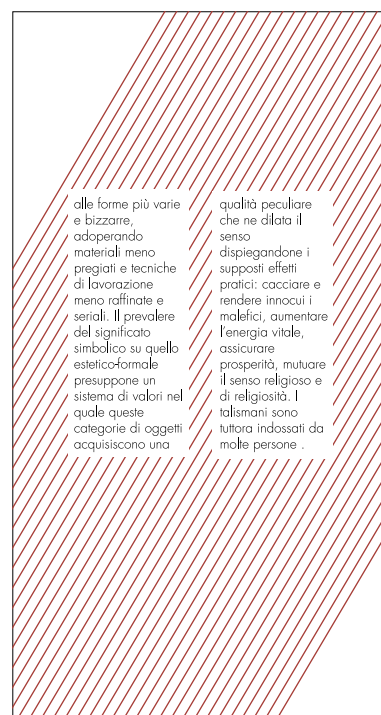 alle forme più varie
e bizzarre,
adoperando
materiali meno
pregiati e tecniche
di lavorazione
meno raffinate e
seriali. Il prevalere
del significato
simbolico su quello
estetico-formale
presuppone un
sistema di valori nel
quale queste
categorie di oggetti
acquisiscono una
qualità peculiare
che ne dilata il
senso
dispiegandone i
supposti effetti
pratici: cacciare e
rendere innocui i
malefici, aumentare
l’energia vitale,
assicurare
prosperità, mutuare
il senso religioso e
di religiosità. I
talismani sono
tuttora indossati da
molte persone .